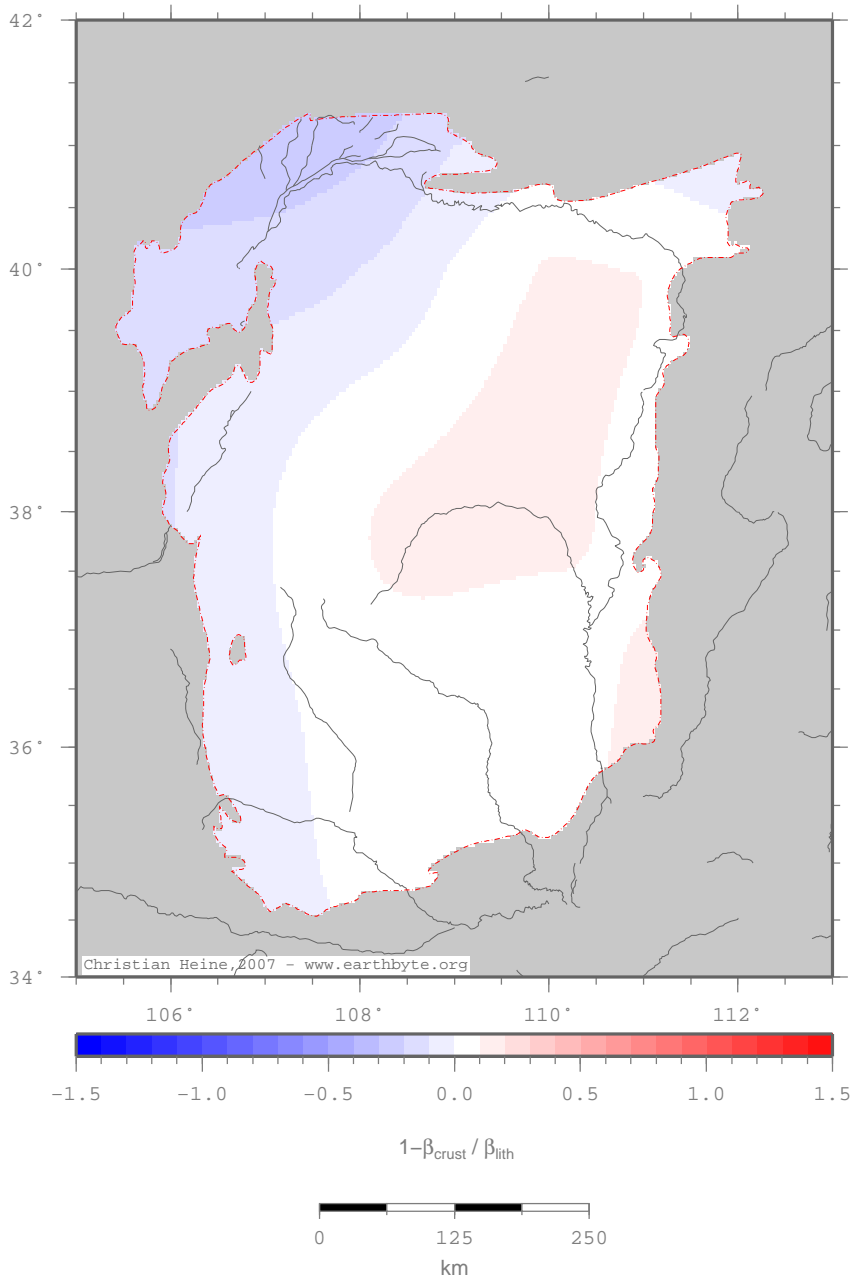 42°
40°
38°
36°
34°
Christian Heine,2007 – www.earthbyte.org
106° 108° 110° 112°
−1.5 −1.0 −0.5 0.0 0.5 1.0 1.5
1−βcrust / βlith
0 125 250
km